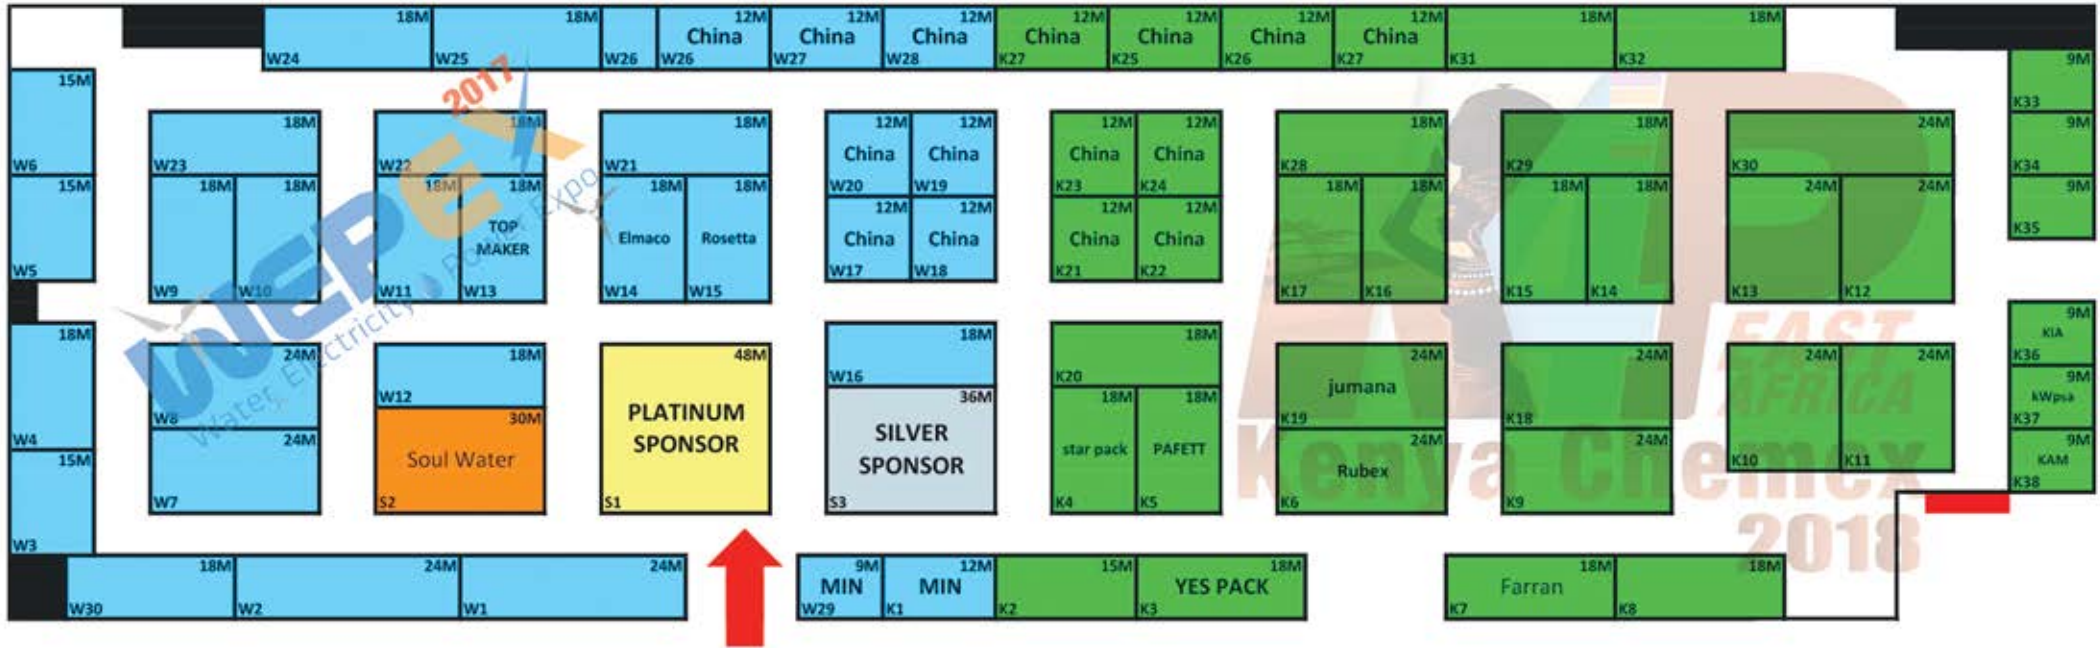 18M
W24
18M
W25
W26
12M
China
W26
12M
China
W27
12M
China
W28
12M
China
K27
12M
China
K25
12M
China
K26
12M
China
K27
18M
K31
18M
K32
15M
W6
15M
W5
18M
W4
15M
W3
18M
W23
18M
W9
18M
W10
18M
W22
18M
W11
18M
TOP
MAKER
W13
18M
W21
18M
Elmaco
W14
18M
Rosetta
W15
12M
China
W20
12M
China
W19
12M
China
W17
12M
China
W18
12M
China
K23
12M
China
K24
12M
China
K21
12M
China
K22
18M
K28
18M
K17
18M
K16
18M
K29
18M
K15
18M
K14
24M
K30
24M
K13
24M
K12
9M
K33
9M
K34
9M
K35
9M
KIA
K36
9M
kWpsa
K37
9M
KAM
K38
24M
W8
24M
W7
18M
W12
30M
Soul Water
S2
48M
PLATINUM
SPONSOR
S1
18M
W16
36M
SILVER
SPONSOR
S3
18M
K20
18M
star pack
K4
18M
PAFETT
K5
24M
jumana
K19
24M
Rubex
K6
24M
K18
24M
K9
24M
K10
24M
K11
18M
W30
24M
W2
24M
W1
9M
MIN
W29
12M
MIN
K1
15M
K2
18M
YES PACK
K3
18M
Farran
K7
18M
K8
WEPEX
2017
Water, Electricity, Power Expo
EAST
AFRICA
Kenya Chemex
2018